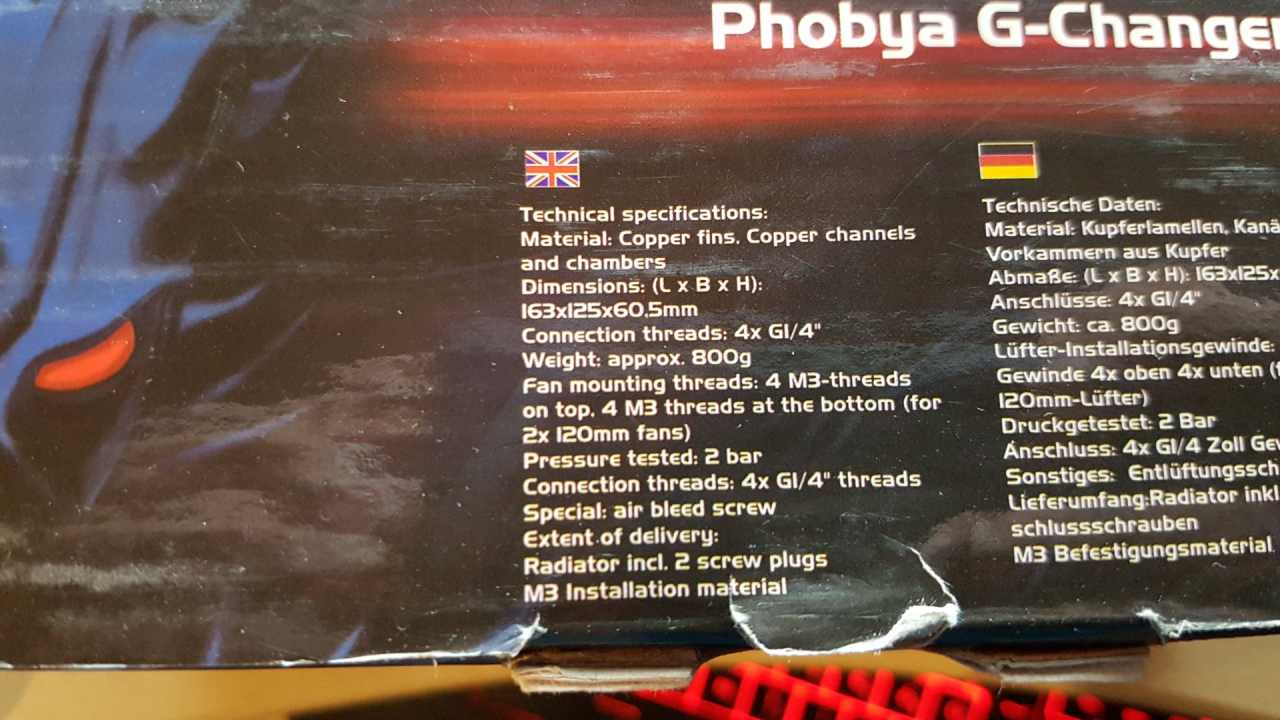 Phobya G-Changer
Technical specifications:
Material: Copper fins. Copper channels
and chambers
Dimensions: (L x B x H):
163x125x60,5mm
Connection threads: 4x G1/4"
Weight: approx. 800g
Fan mounting threads: 4 M3-threads
on top, 4 M3 threads at the bottom (for
2x 120mm fans)
Pressure tested: 2 bar
Connection threads: 4x G1/4" threads
Special: air bleed screw
Extent of delivery:
Radiator incl. 2 screw plugs
M3 Installation material
Technische Daten:
Material: Kupferlamellen, Kanä
Vorkammern aus Kupfer
Abmaße: (L x B x H): 163x125x
Anschlüsse: 4x G1/4"
Gewicht: ca. 800g
Lüfter-Installationsgewinde:
Gewinde 4x oben 4x unten (f
120mm-Lüfter)
Druckgetestet: 2 Bar
Anschluss: 4x G1/4 Zoll Gew
Sonstiges: Entlüftungssch
Lieferumfang:Radiator inkl
schlussschrauben
M3 Befestigungsmaterial